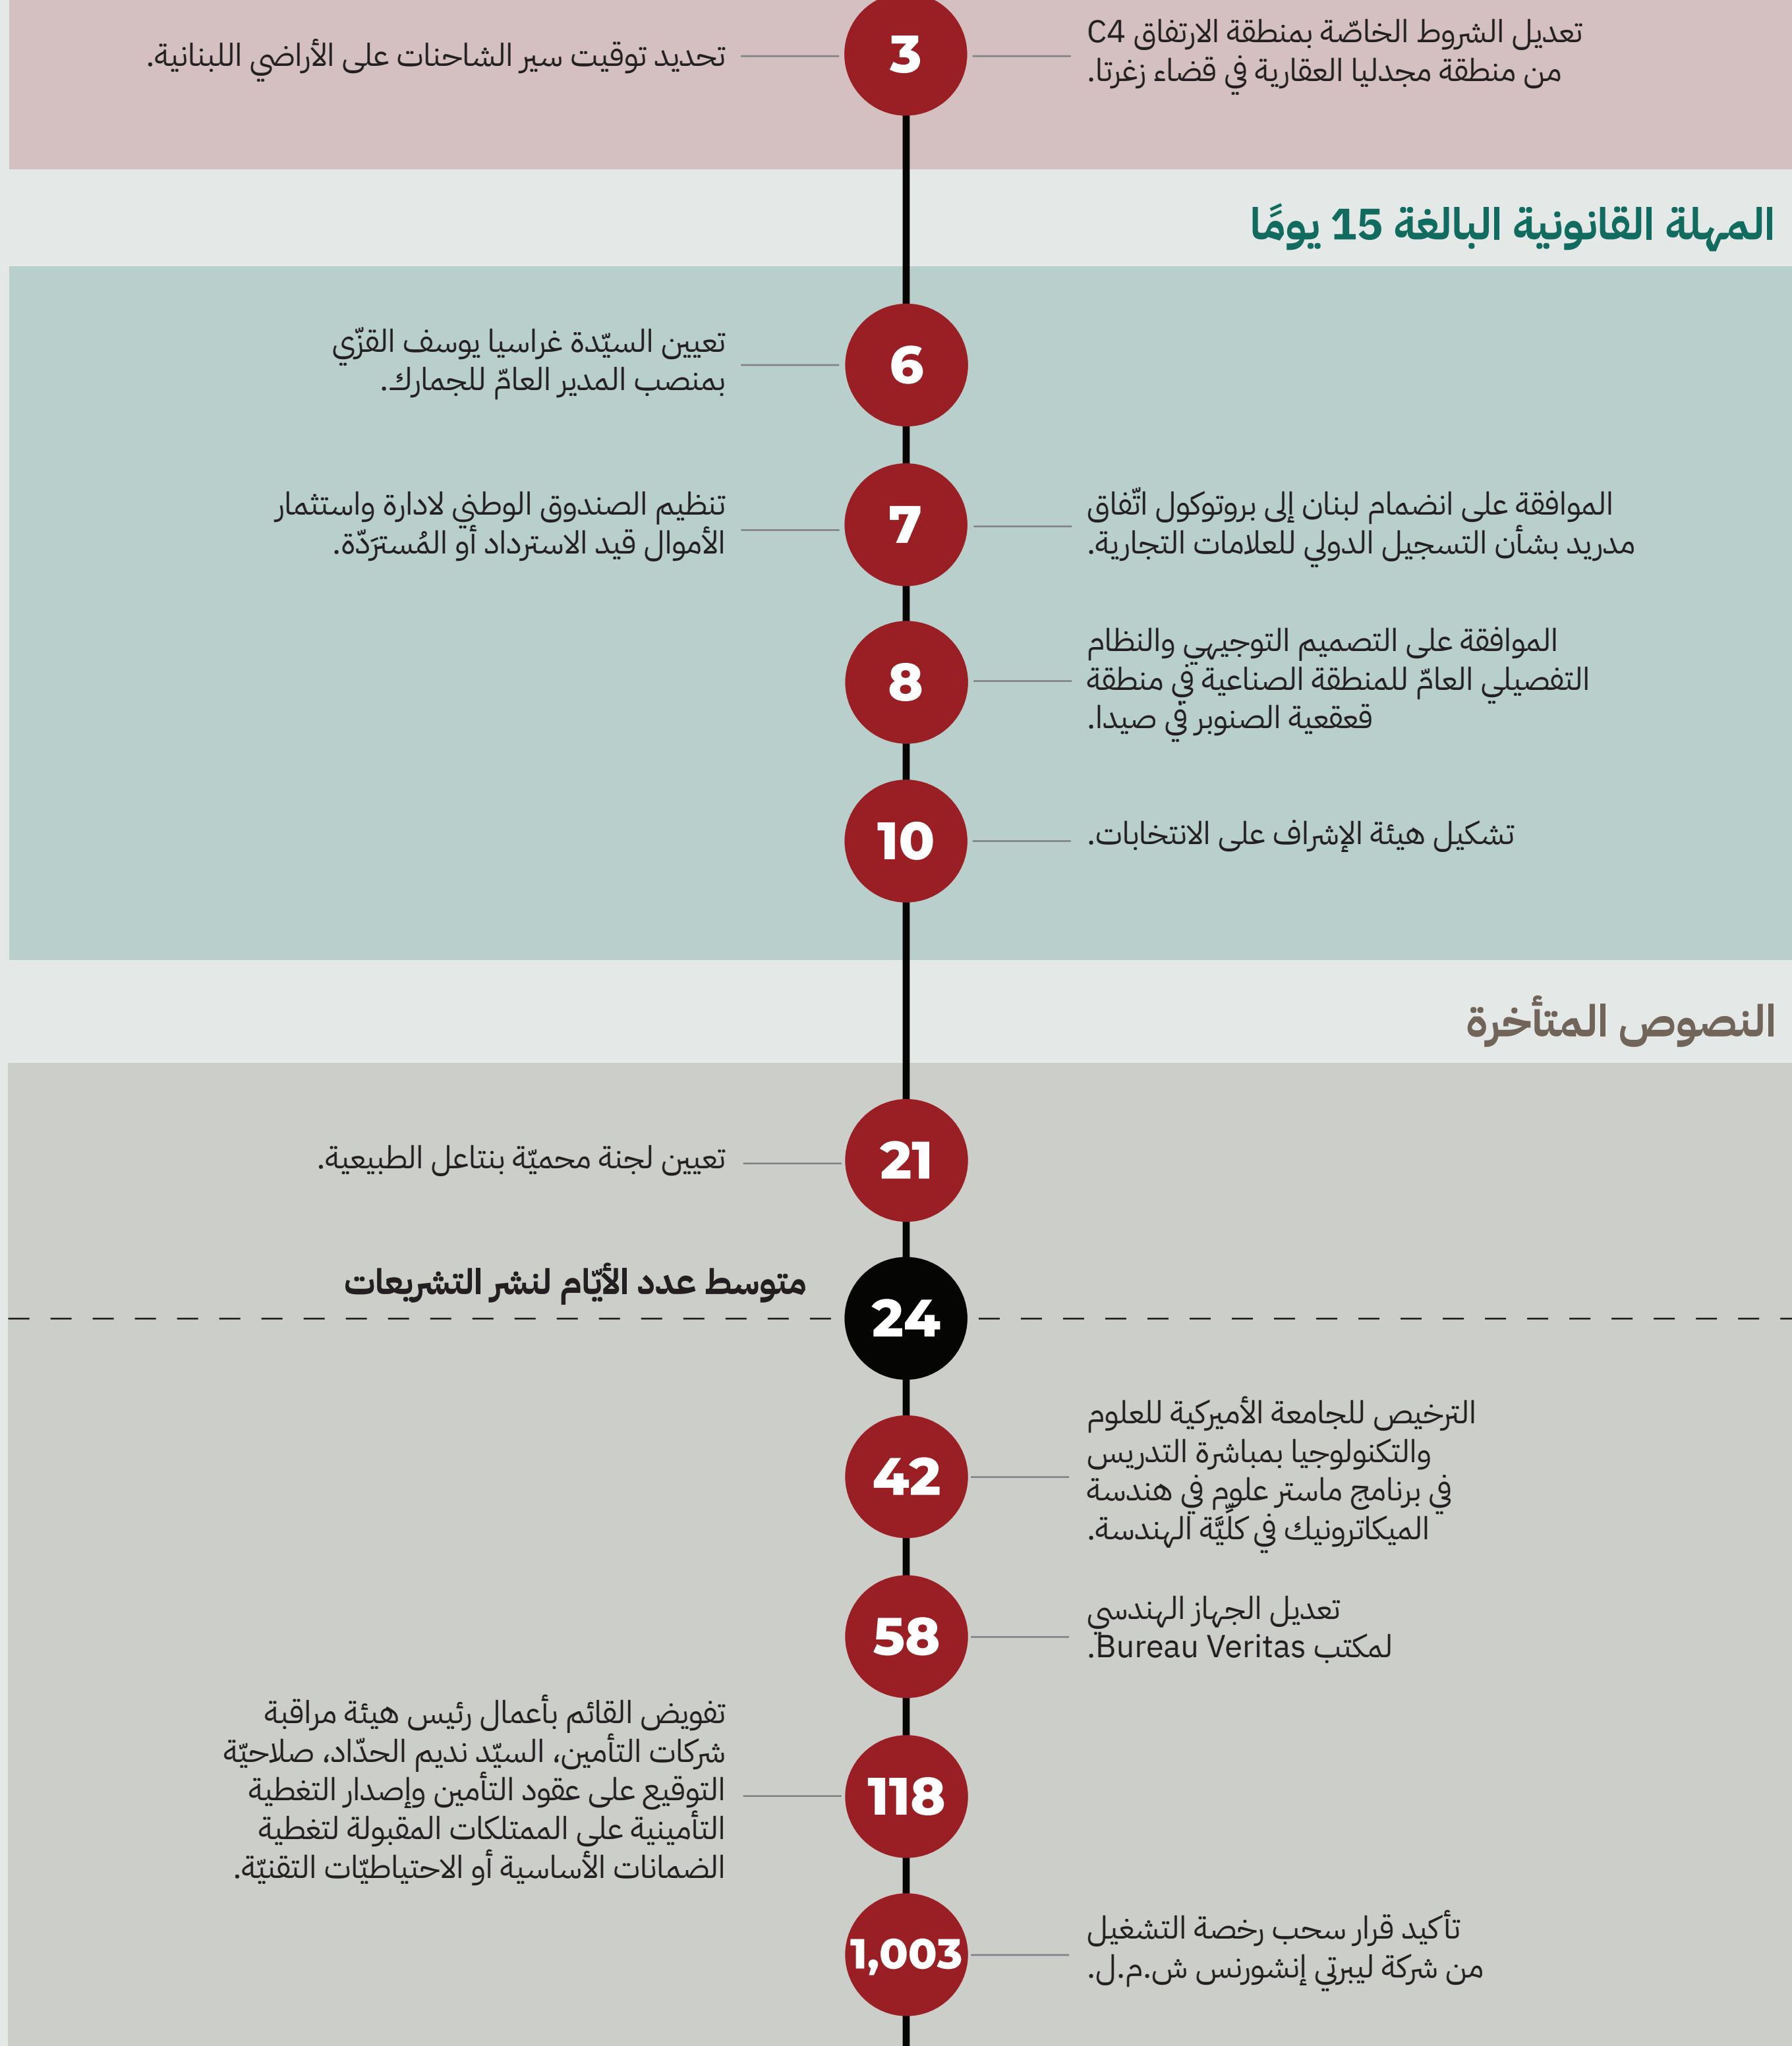 تعديل الشروط الخاصّة بمنطقة الارتفاق C4
من منطقة مجدليا العقارية في قضاء زغرتا.
3
تحديد توقيت سير الشاحنات على الأراضي اللبنانية.
المهلة القانونية البالغة 15 يومًا
6
تعيين السيّدة غراسيا يوسف القزّي
بمنصب المدير العامّ للجمارك.
الموافقة على انضمام لبنان إلى بروتوكول اتّفاق
مدريد بشأن التسجيل الدولي للعلامات التجارية.
7
تنظيم الصندوق الوطني لادارة واستثمار
الأموال قيد الاسترداد أو المُسترَدّة.
الموافقة على التصميم التوجيهي والنظام
التفصيلي العامّ للمنطقة الصناعية في منطقة
قعقعية الصنوبر في صيدا.
8
تشكيل هيئة الإشراف على الانتخابات.
10
النصوص المتأخرة
21
تعيين لجنة محميّة بنتاعل الطبيعية.
متوسط عدد الأيّام لنشر التشريعات
24
الترخيص للجامعة الأميركية للعلوم
والتكنولوجيا بمباشرة التدريس
في برنامج ماستر علوم في هندسة
الميكاترونيك في كلِّيَّة الهندسة.
42
تعديل الجهاز الهندسي
لمكتب Bureau Veritas.
58
118
تفويض القائم بأعمال رئيس هيئة مراقبة
شركات التأمين، السيّد نديم الحدّاد، صلاحيّة
التوقيع على عقود التأمين وإصدار التغطية
التأمينية على الممتلكات المقبولة لتغطية
الضمانات الأساسية أو الاحتياطيّات التقنيّة.
تأكيد قرار سحب رخصة التشغيل
من شركة ليبرتي إنشورنس ش.م.ل.
1,003